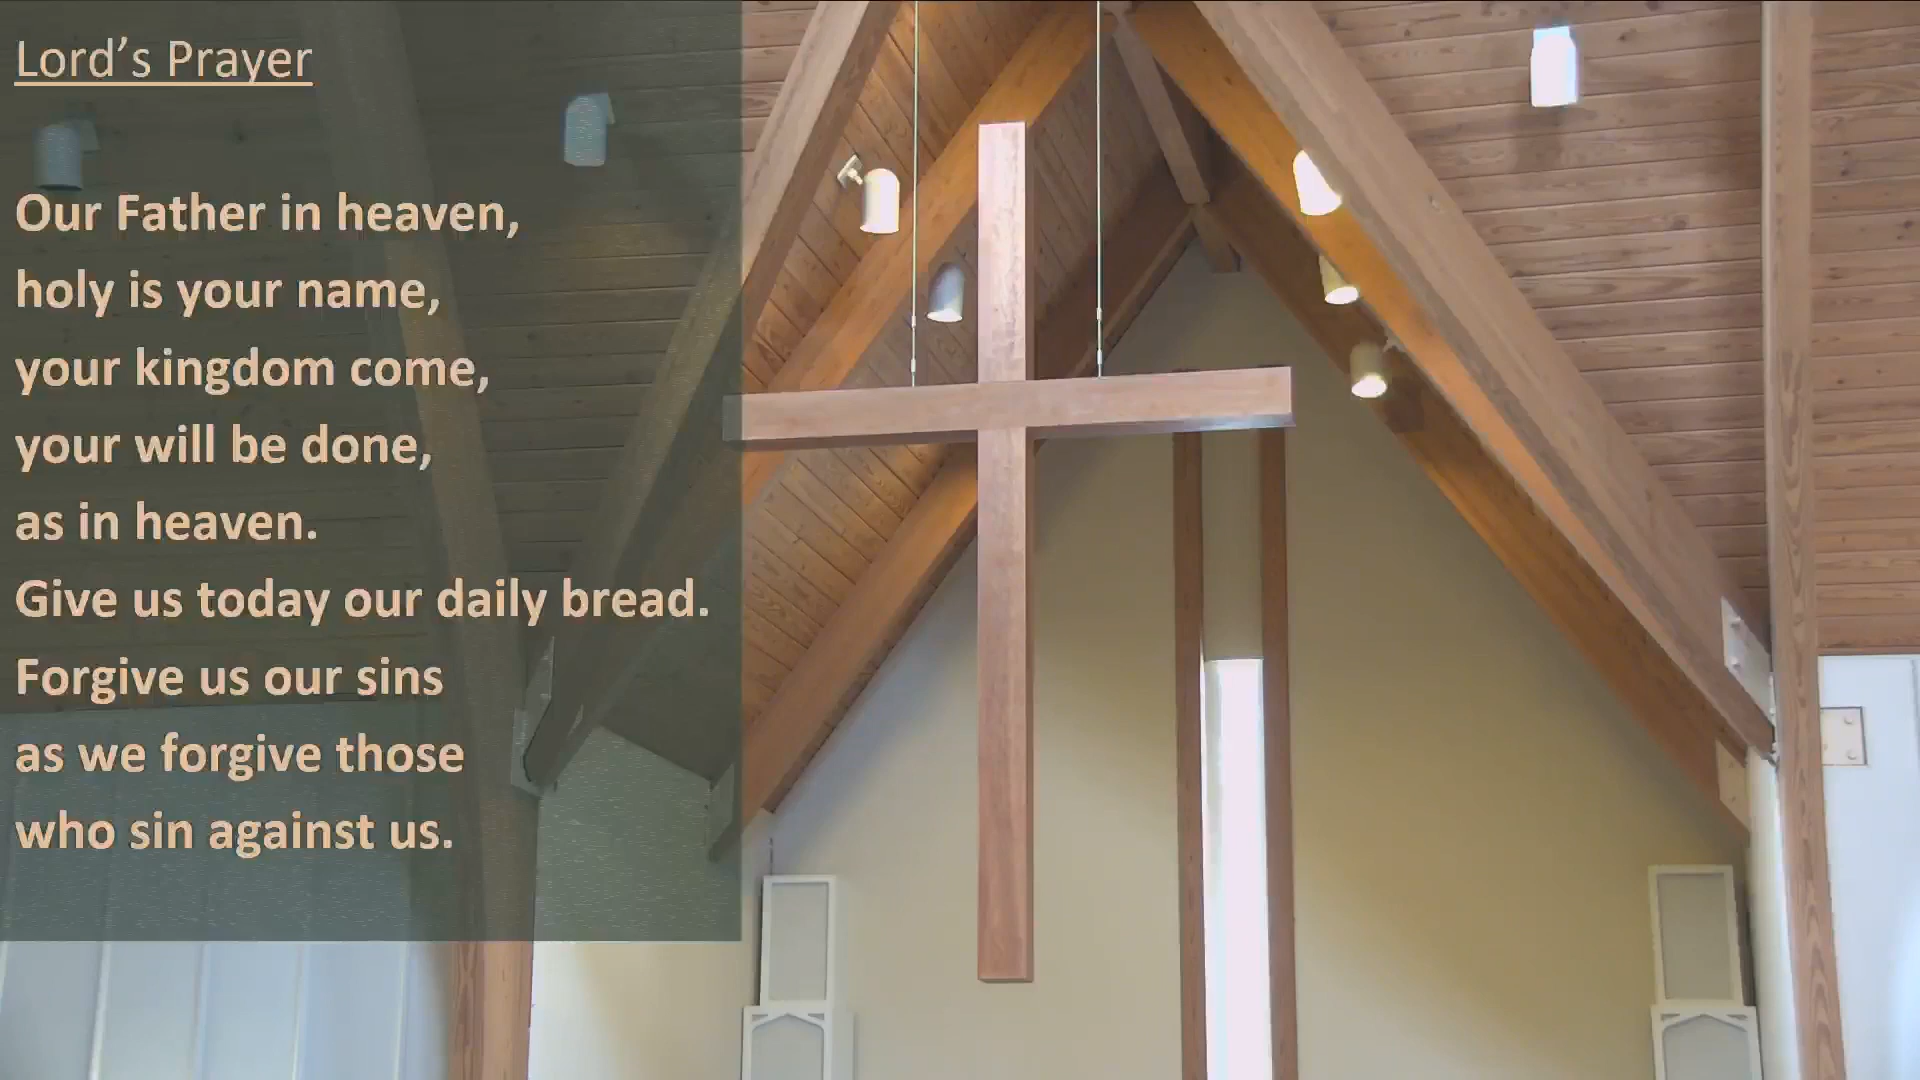 Lord’s Prayer
Our Father in heaven,
holy is your name,
your kingdom come,
your will be done,
as in heaven.
Give us today our daily bread.
Forgive us our sins
as we forgive those
who sin against us.